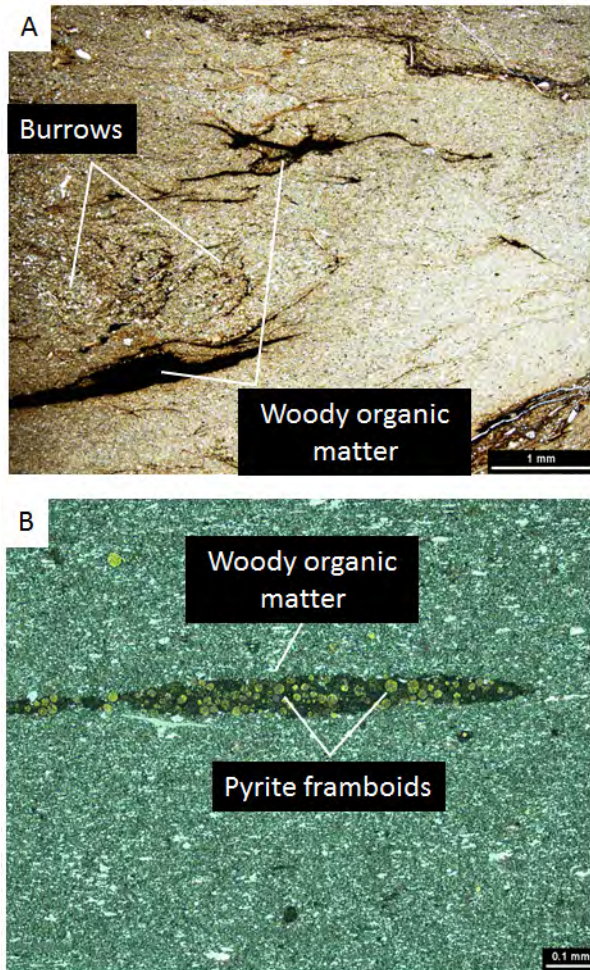 A
Burrows
Woody organic
matter
1 mm
B
Woody organic
matter
Pyrite framboids
0.1 mm